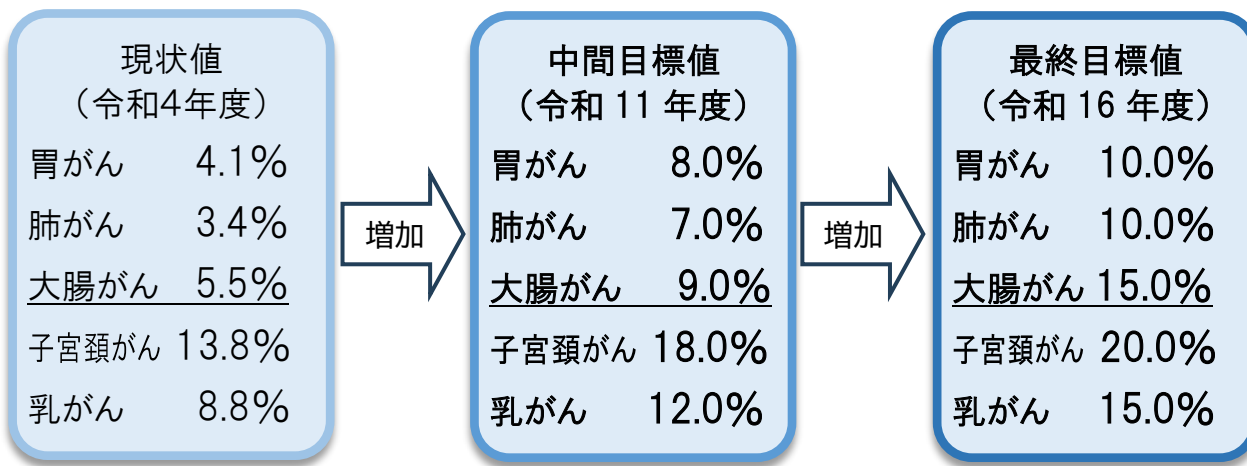 現状値
（令和4年度）
胃がん 4.1%
肺がん 3.4%
大腸がん 5.5%
子宮頚がん 13.8%
乳がん 8.8%
増加
中間目標値
（令和 11 年度）
胃がん 8.0%
肺がん 7.0%
大腸がん 9.0%
子宮頚がん 18.0%
乳がん 12.0%
増加
最終目標値
（令和 16 年度）
胃がん 10.0%
肺がん 10.0%
大腸がん 15.0%
子宮頚がん 20.0%
乳がん 15.0%